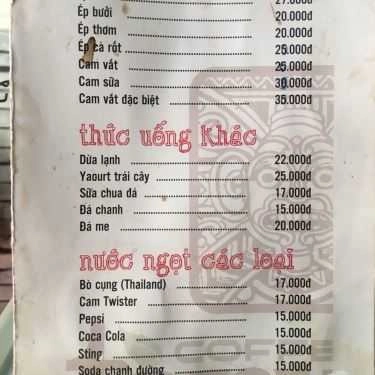 27.000đ
Ép bưởi 20.000đ
Ép thơm 20.000đ
Ép cà rốt 25.000đ
Cam vắt 25.000đ
Cam sữa 30.000đ
Cam vắt đặc biệt 35.000đ
thức uống khác
Dừa lạnh 22.000đ
Yaourt trái cây 25.000đ
Sữa chua đá 17.000đ
Đá chanh 15.000đ
Đá me 20.000đ
nước ngọt các loại
Bò cụng (Thailand) 17.000đ
Cam Twister 17.000đ
Pepsi 15.000đ
Coca Cola 15.000đ
Sting 15.000đ
Soda chanh đường 15.000đ